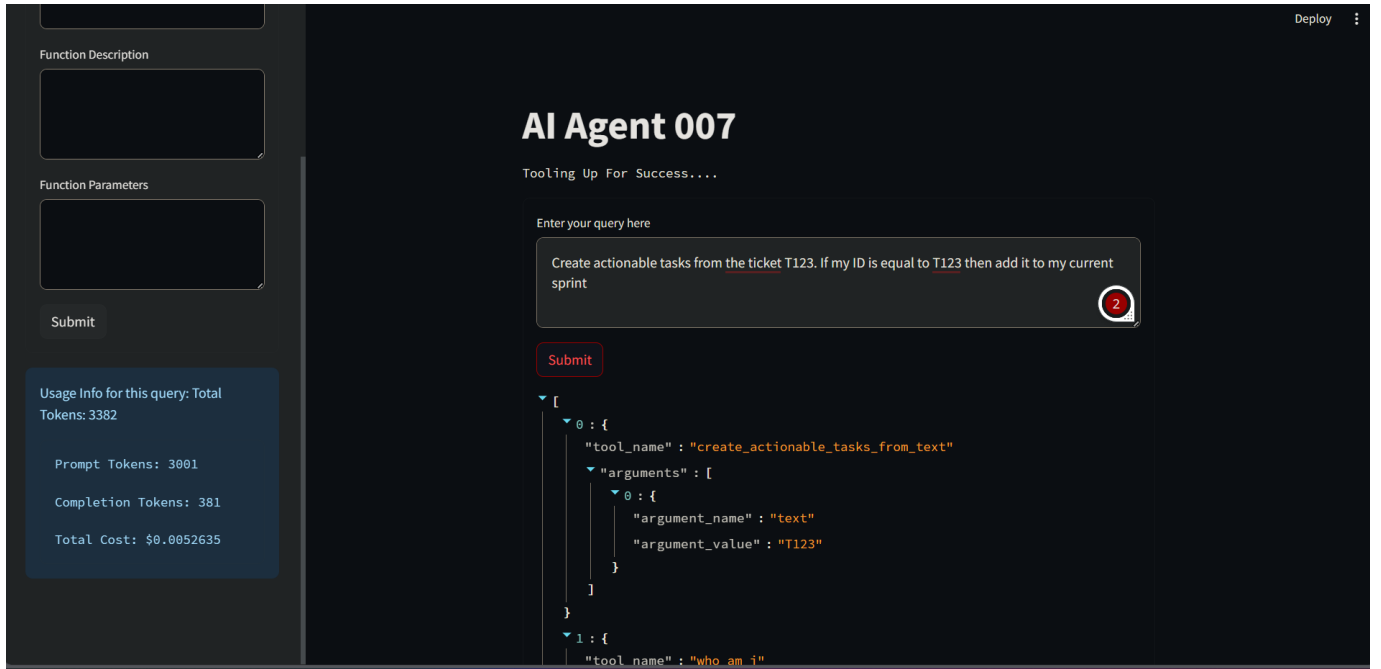 Deploy
Function Description
Function Parameters
Submit
Usage Info for this query: Total
Tokens: 3382
Prompt Tokens: 3001
Completion Tokens: 381
Total Cost: $0.0052635
AI Agent 007
Tooling Up For Success....
Enter your query here
Create actionable tasks from the ticket T123. If my ID is equal to T123 then add it to my current
sprint
2
Submit
[
0 : {
"tool_name" : "create_actionable_tasks_from_text"
"arguments" : [
0 : {
"argument_name" : "text"
"argument_value" : "T123"
}
]
}
1 : {
"tool_name" : "who_am_i"